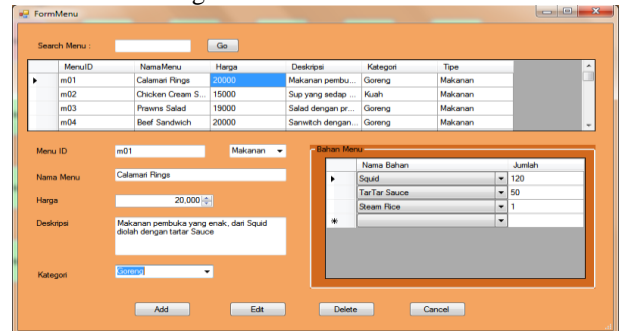 FormMenu
Search Menu :
Go
MenuID NamaMenu Harga Deskripsi Kategori Tipe
m01 Calamari Rings 20000 Makanan pembu... Goreng Makanan
m02 Chicken Cream S... 15000 Sup yang sedap ... Kuah Makanan
m03 Prawns Salad 19000 Salad dengan pr... Goreng Makanan
m04 Beef Sandwich 20000 Sanwitch dengan... Goreng Makanan
Menu ID m01 Makanan
Nama Menu Calamari Rings
Harga 20,000
Deskripsi Makanan pembuka yang enak, dari Squid
diolah dengan tartar Sauce
Kategori Goreng
Bahan Menu
Nama Bahan Jumlah
Squid 120
TarTar Sauce 50
Steam Rice 1
Add Edit Delete Cancel